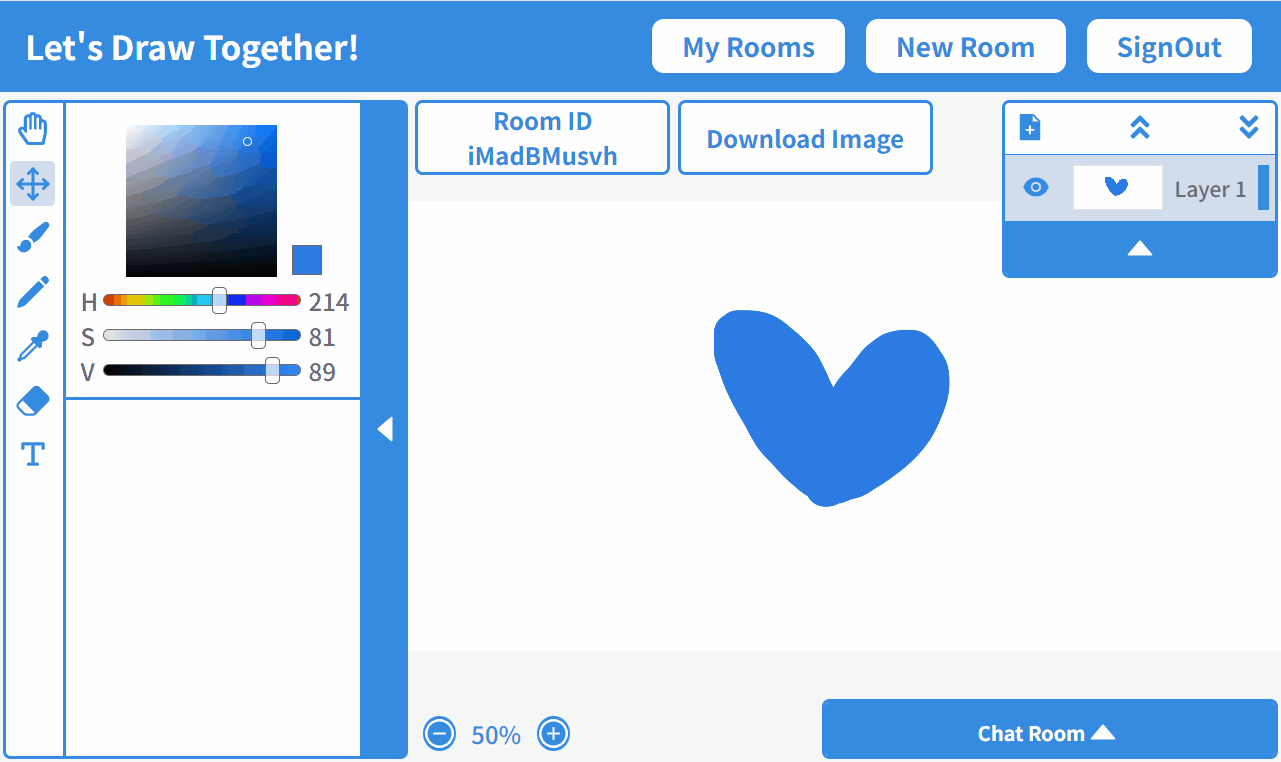 Let's Draw Together!
My Rooms
New Room
SignOut
Room ID
iMadBMusvh
Download Image
Layer 1
H
214
S
81
V
89
T
50%
Chat Room